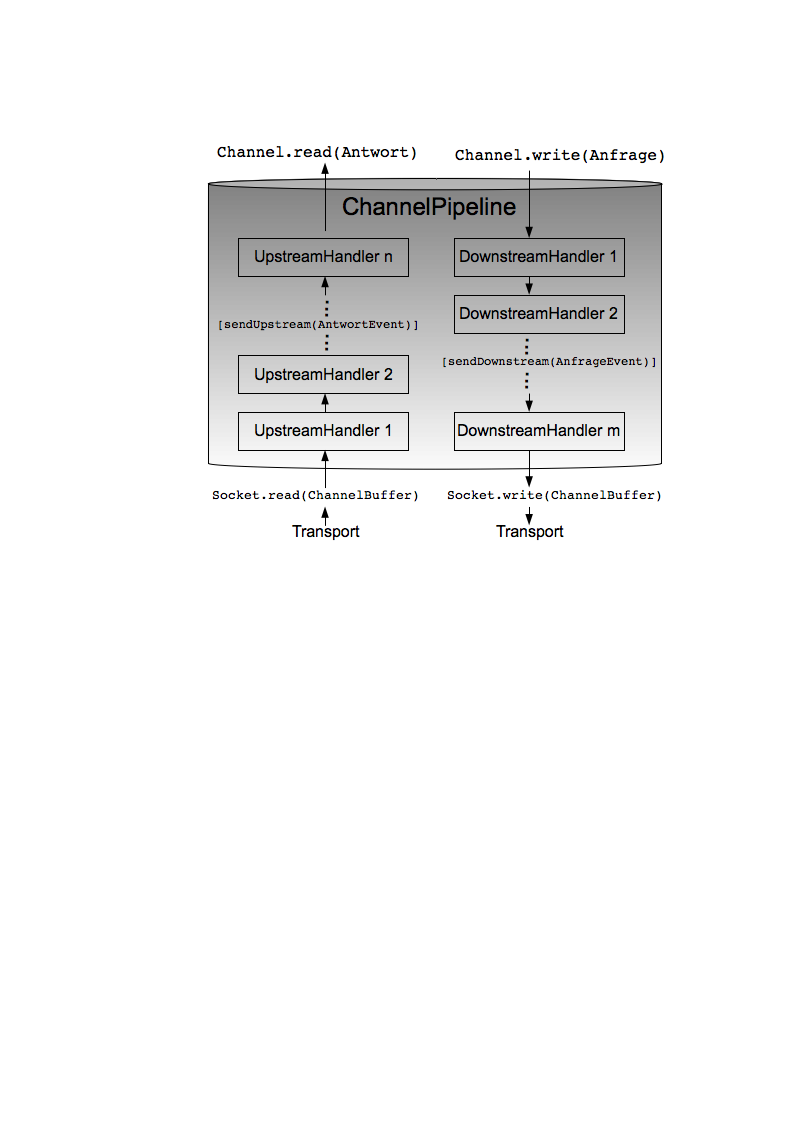 Channel.read(Antwort)
Channel.write(Anfrage)
ChannelPipeline
UpstreamHandler n
[sendUpstream(AntwortEvent)]
UpstreamHandler 2
UpstreamHandler 1
Socket.read(ChannelBuffer)
Transport
DownstreamHandler 1
DownstreamHandler 2
[sendDownstream(AnfrageEvent)]
DownstreamHandler m
Socket.write(ChannelBuffer)
Transport